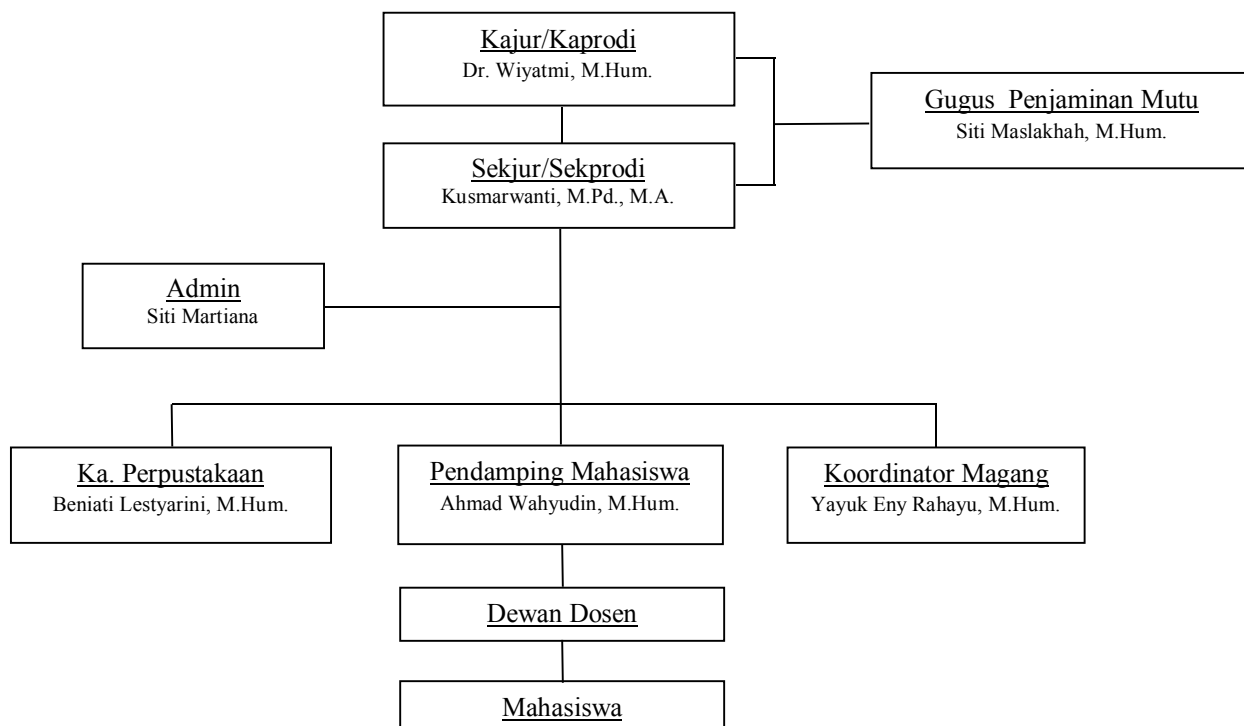 Kajur/Kaprodi
Dr. Wiyatmi, M.Hum.
Gugus Penjaminan Mutu
Siti Maslakhah, M.Hum.
Sekjur/Sekprodi
Kusmarwanti, M.Pd., M.A.
Admin
Siti Martiana
Ka. Perpustakaan
Beniati Lestyarini, M.Hum.
Pendamping Mahasiswa
Ahmad Wahyudin, M.Hum.
Koordinator Magang
Yayuk Eny Rahayu, M.Hum.
Dewan Dosen
Mahasiswa